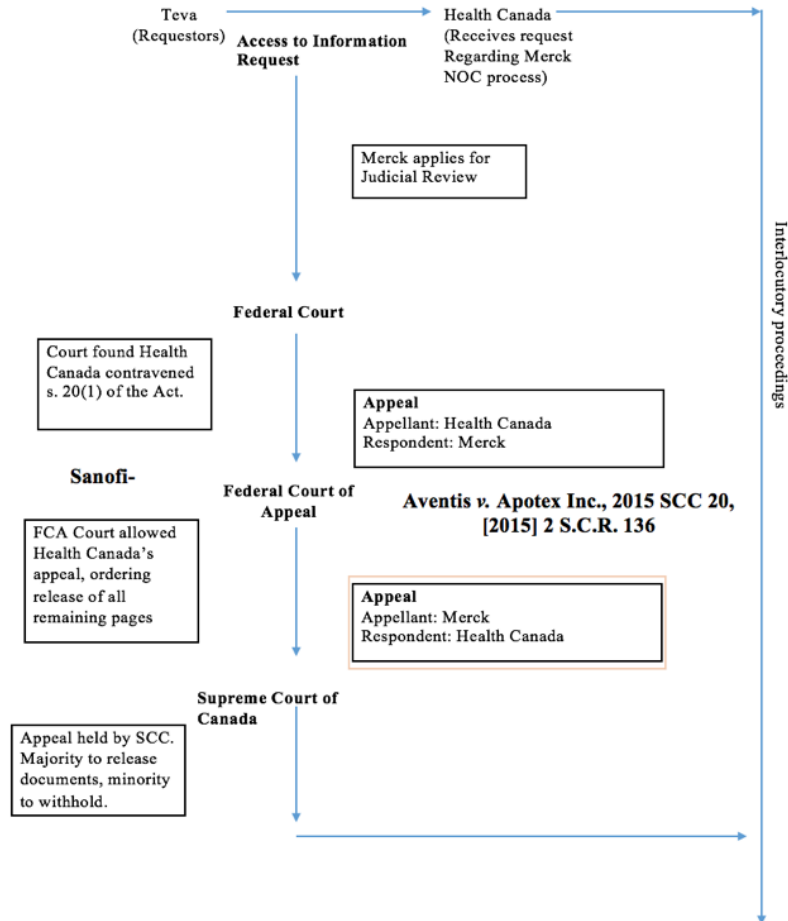 Teva
(Requestors)
Access to Information
Request
Health Canada
(Receives request
Regarding Merck
NOC process)
Merck applies for
Judicial Review
Interlocutory proceedings
Federal Court
Court found Health
Canada contravened
s. 20(1) of the Act.
Appeal
Appellant: Health Canada
Respondent: Merck
Sanofi-
Federal Court of
Appeal
Aventis v. Apotex Inc., 2015 SCC 20,
[2015] 2 S.C.R. 136
FCA Court allowed
Health Canada’s
appeal, ordering
release of all
remaining pages
Appeal
Appellant: Merck
Respondent: Health Canada
Supreme Court of
Canada
Appeal held by SCC.
Majority to release
documents, minority
to withhold.